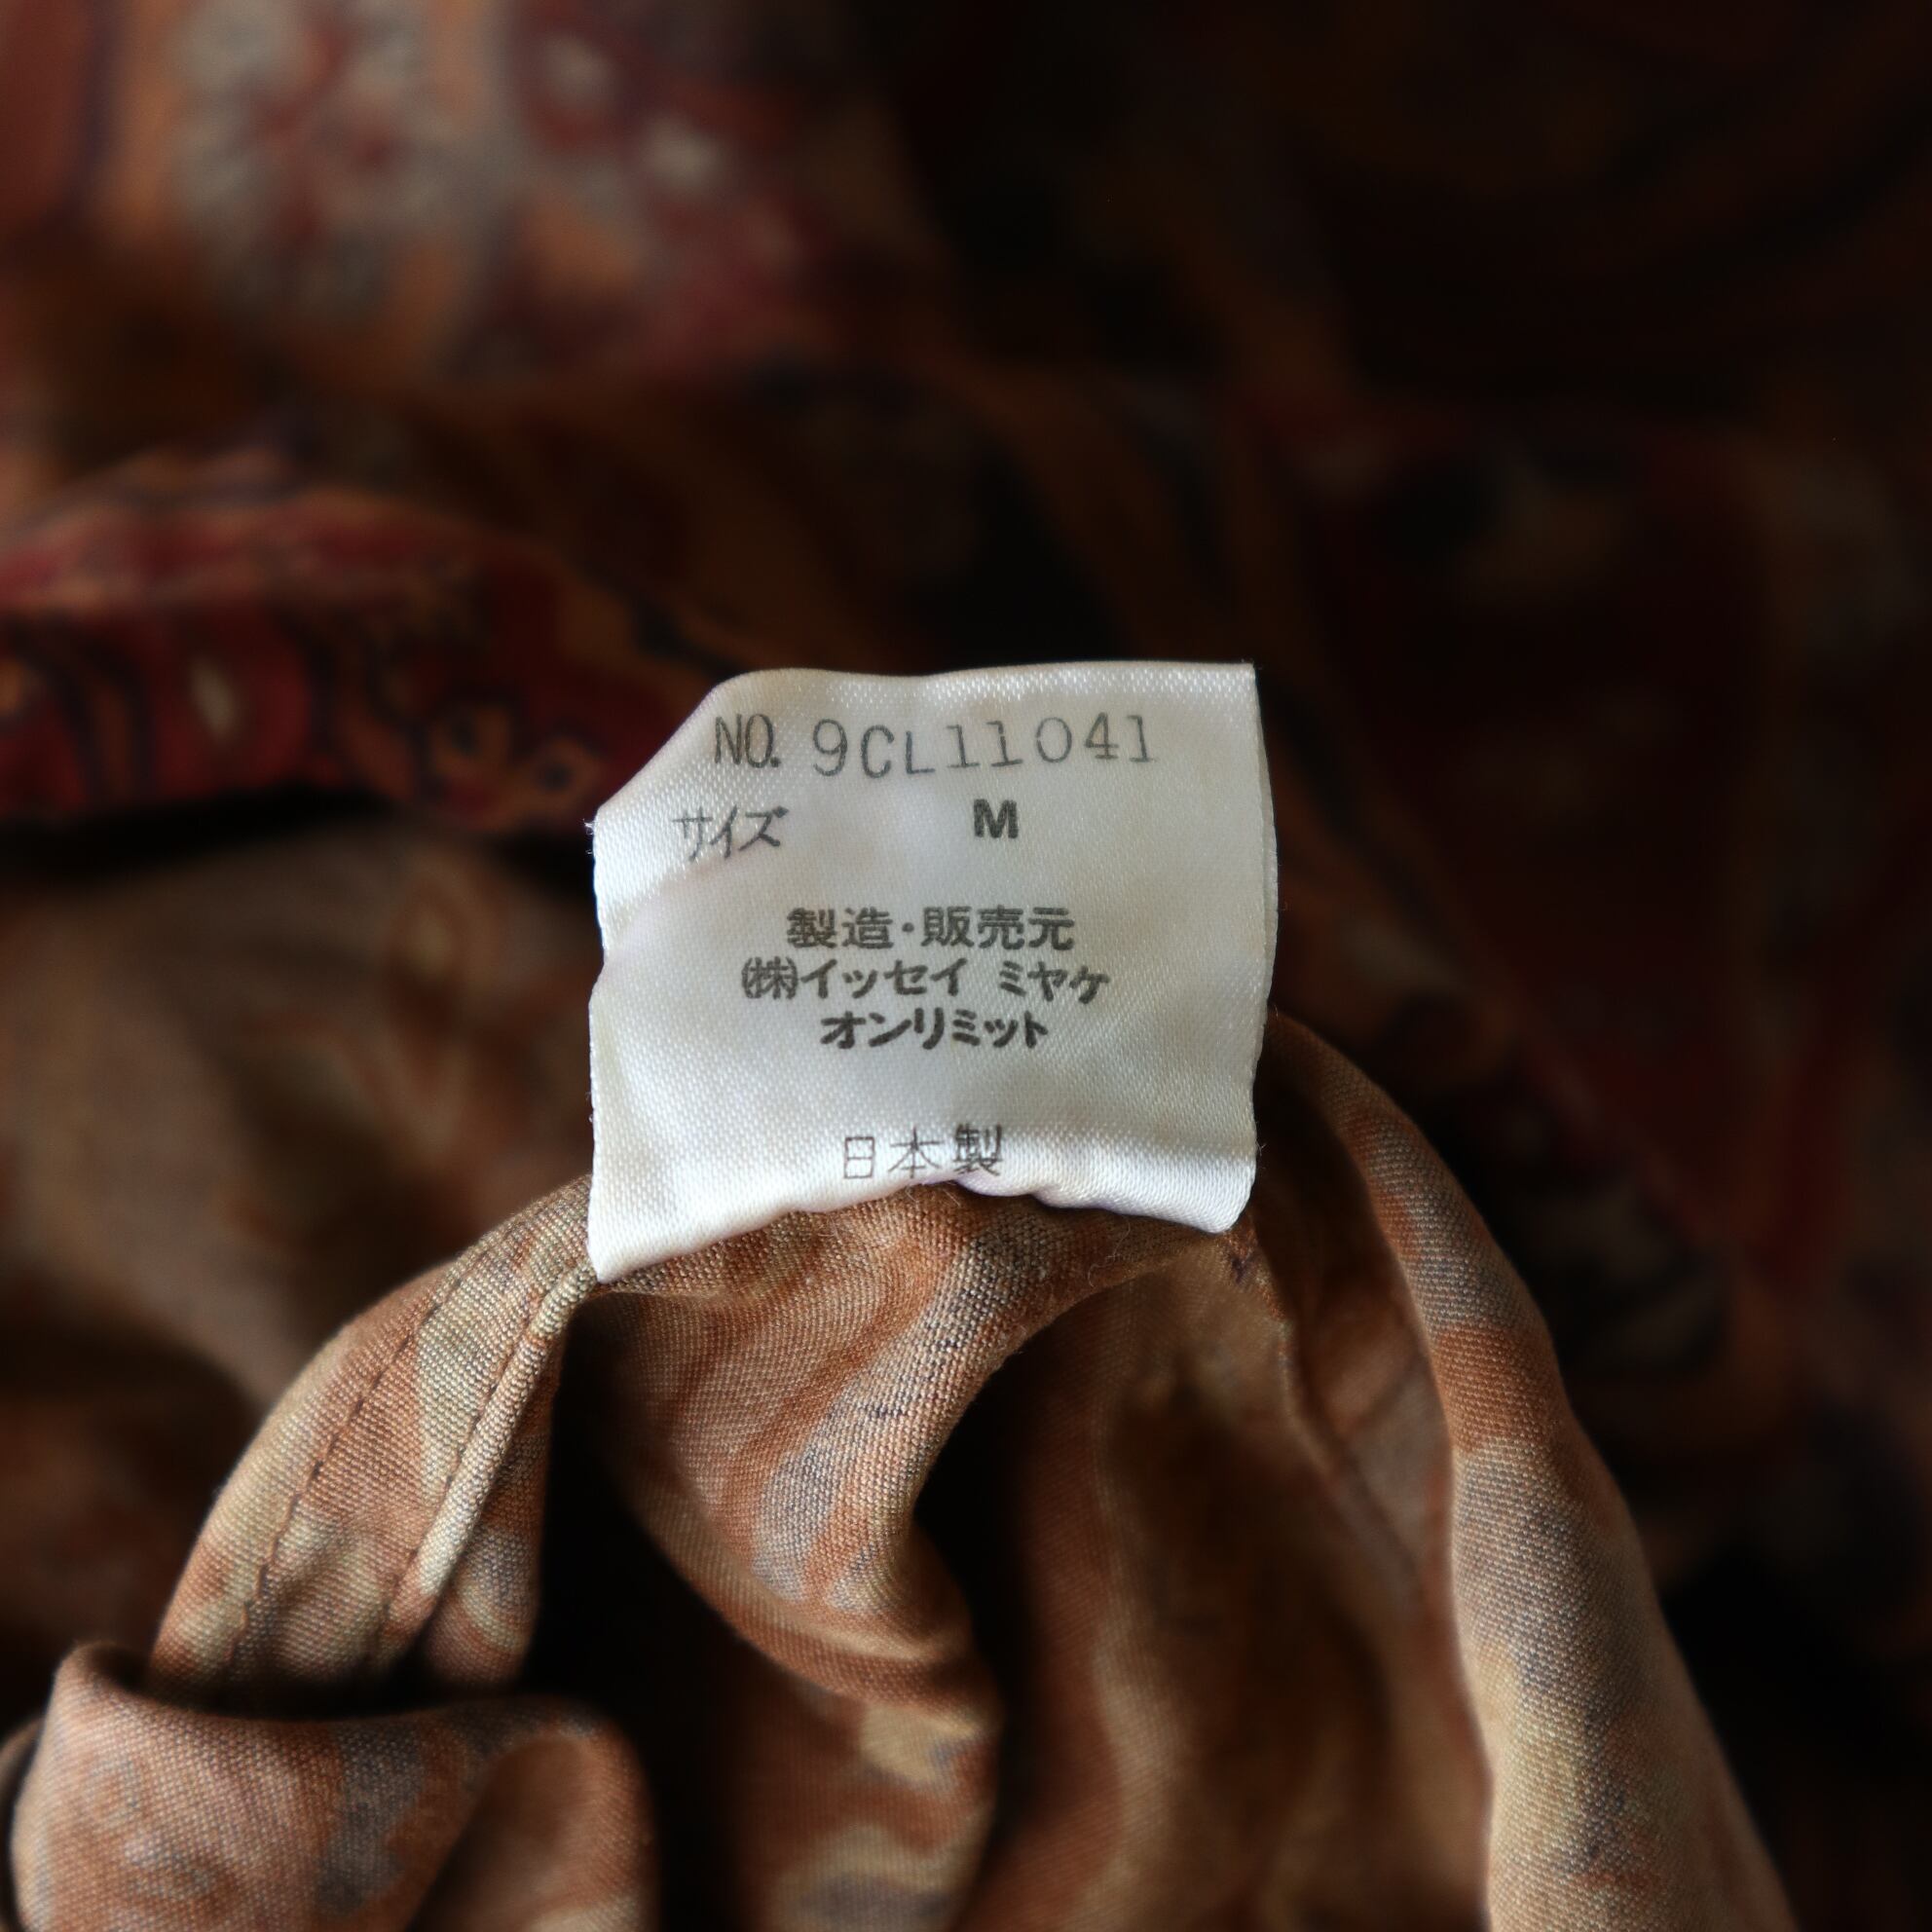 NO. 9CL11041
サイズ M
製造・販売元
㈱イッセイ ミヤケ
オンリミット
日本製